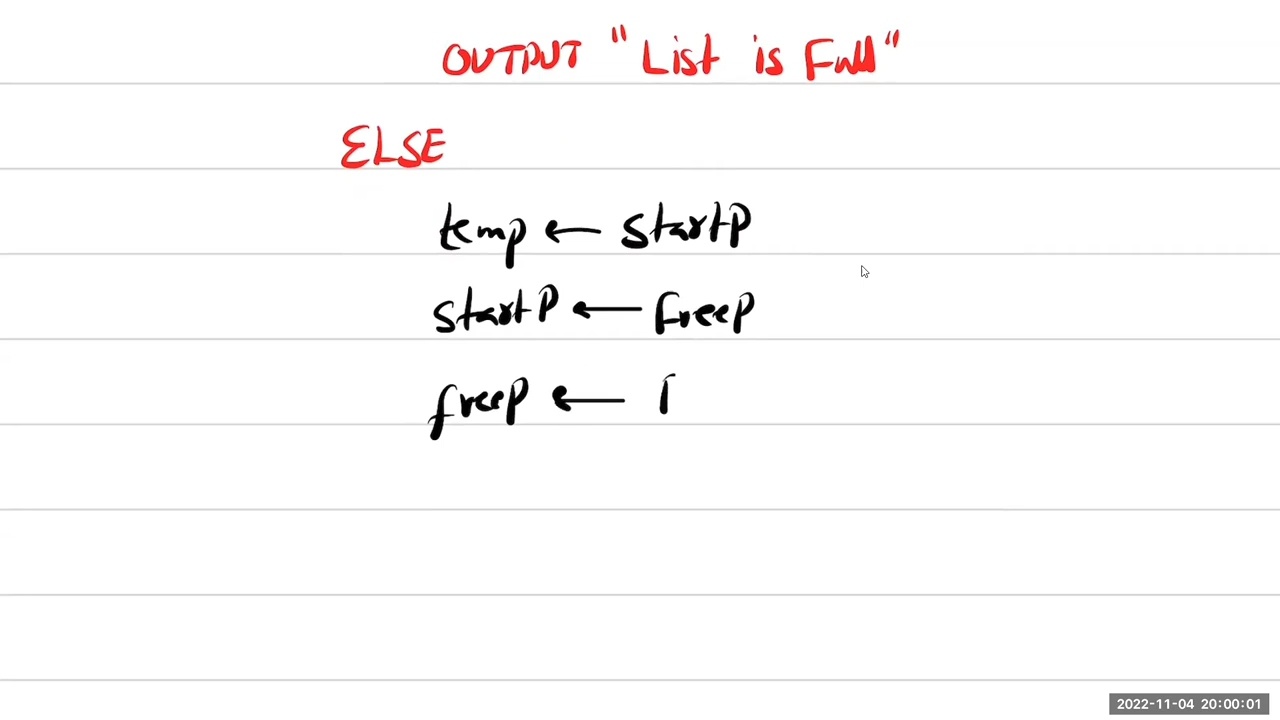 OUTPUT "List is Full"
ELSE
temp ← startP
startP ← freeP
freeP ←
2022-11-04 20:00:01